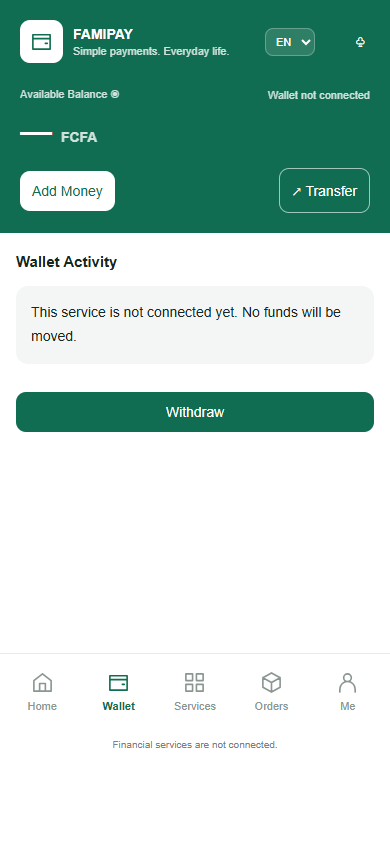 FAMIPAY
Simple payments. Everyday life.
EN
Available Balance
Wallet not connected
— FCFA
Add Money
↗ Transfer
Wallet Activity
This service is not connected yet. No funds will be
moved.
Withdraw
Home
Wallet
Services
Orders
Me
Financial services are not connected.